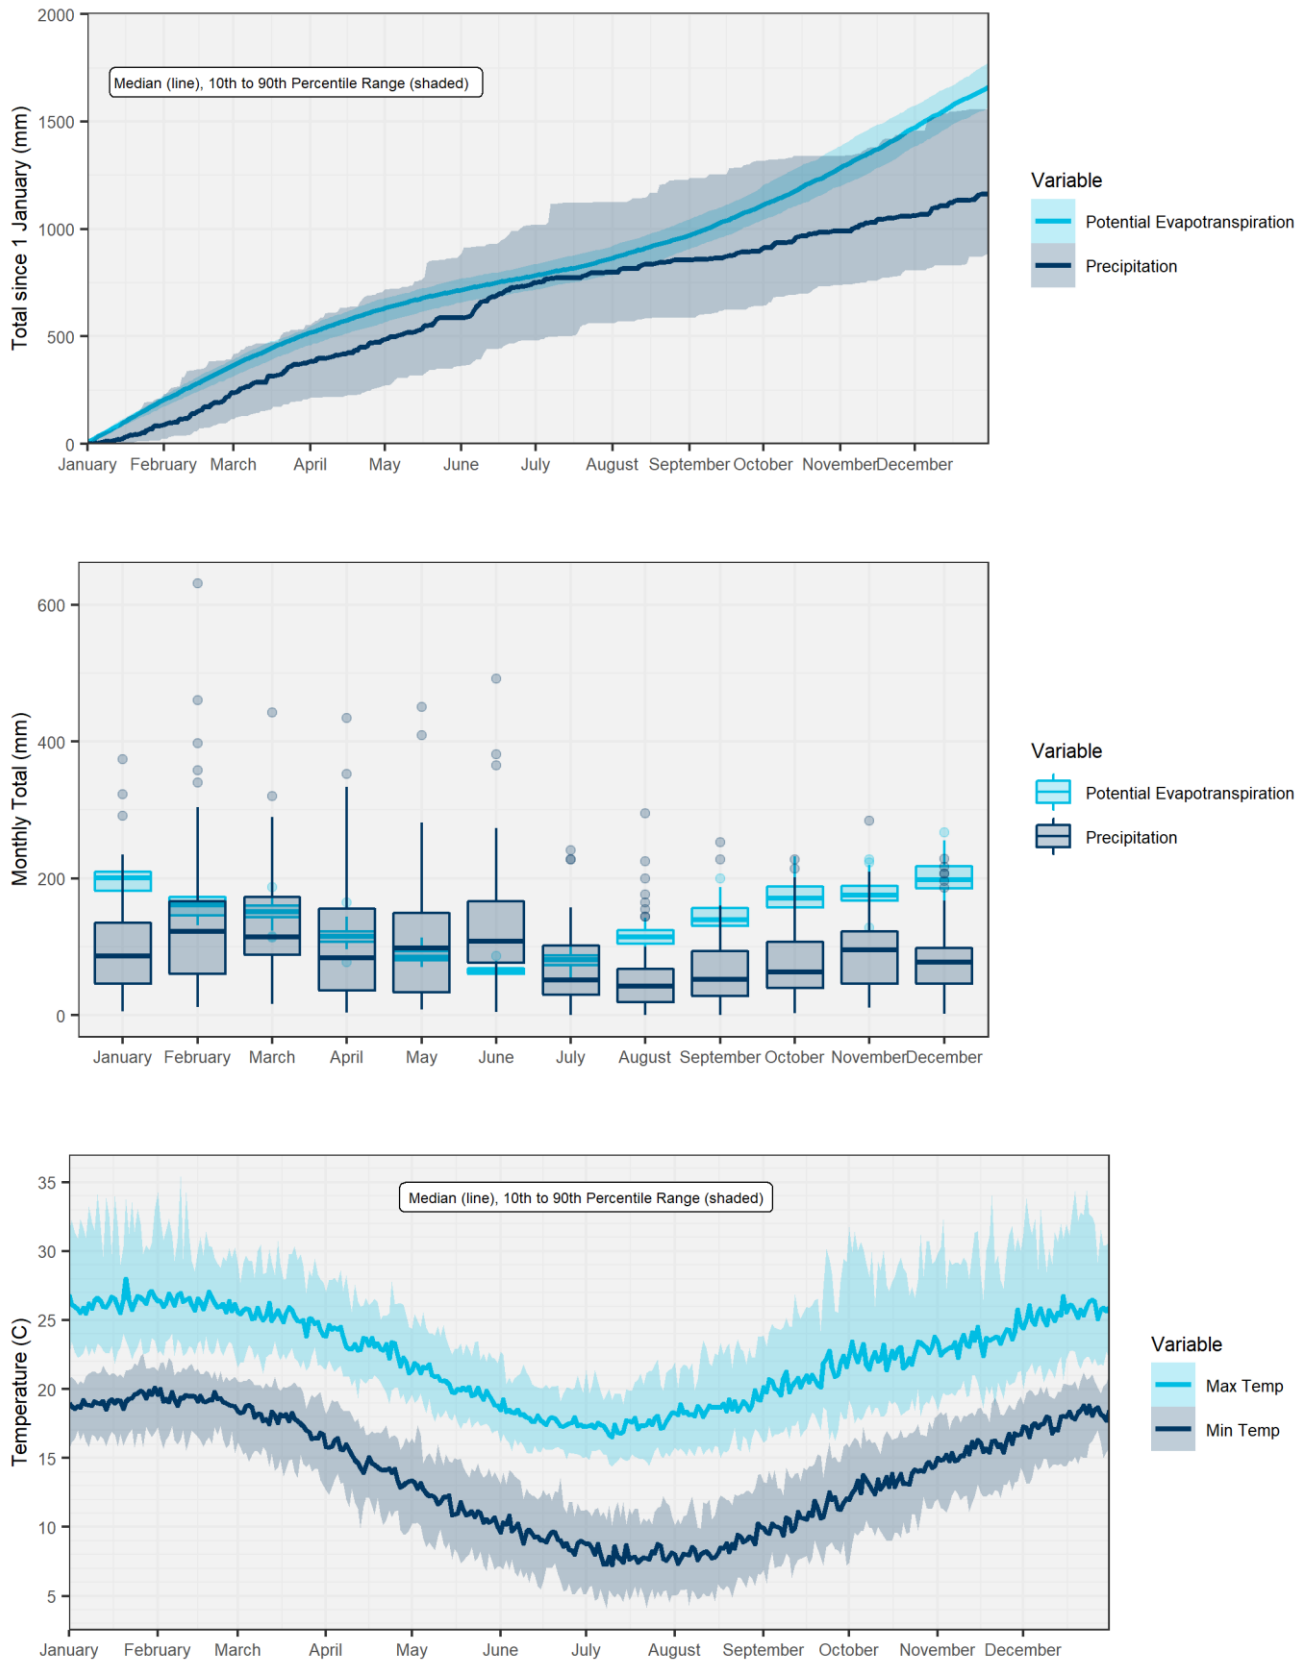 2000
1500
1000
500
0
Total since 1 January (mm)
Median (line), 10th to 90th Percentile Range (shaded)
January February March April May June July August September October November December
Variable
Potential Evapotranspiration
Precipitation
600
400
200
0
Monthly Total (mm)
January February March April May June July August September October November December
Variable
Potential Evapotranspiration
Precipitation
35
30
25
20
15
10
5
Temperature (C)
Median (line), 10th to 90th Percentile Range (shaded)
January February March April May June July August September October November December
Variable
Max Temp
Min Temp